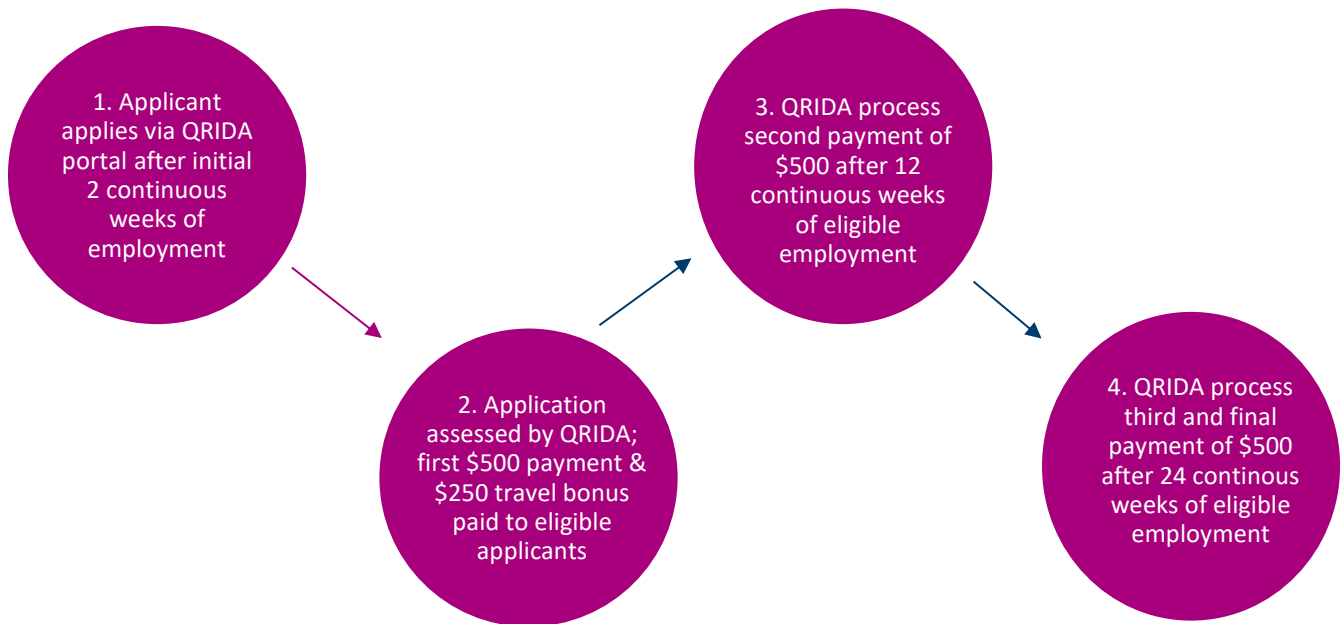 1. Applicant
applies via QRIDA
portal after initial
2 continuous
weeks of
employment
2. Application
assessed by QRIDA;
first $500 payment &
$250 travel bonus
paid to eligible
applicants
3. QRIDA process
second payment of
$500 after 12
continuous weeks
of eligible
employment
4. QRIDA process
third and final
payment of $500
after 24 continous
weeks of eligible
employment